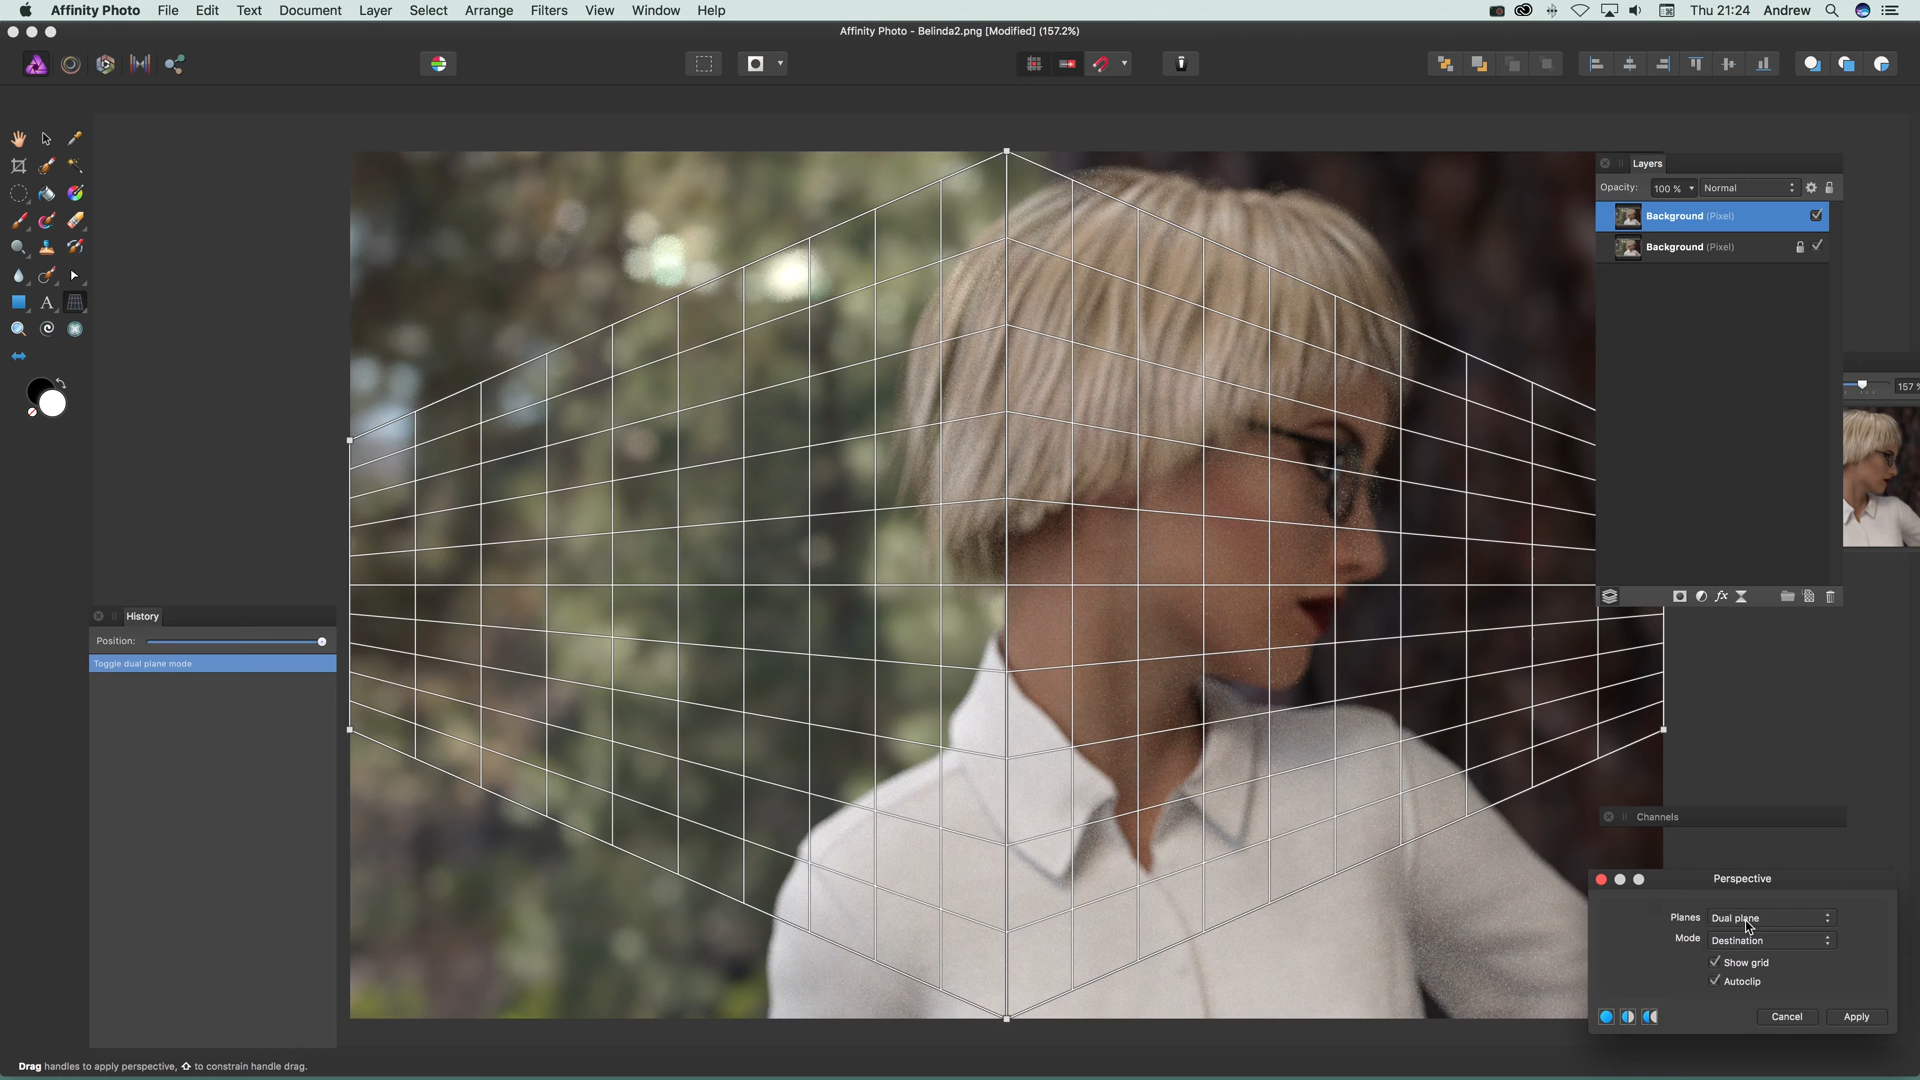 Affinity Photo File Edit Text Document Layer Select Arrange Filters View Window Help Thu 21:24 Andrew
Affinity Photo - Belinda2.png [Modified] (157.2%)
Layers
Opacity: 100 % Normal
Background (Pixel)
Background (Pixel)
A
157 %
History
Position:
Toggle dual plane mode
fx
Channels
Perspective
Planes Dual plane
Mode Destination
Show grid
Autoclip
Cancel Apply
Drag handles to apply perspective, to constrain handle drag.